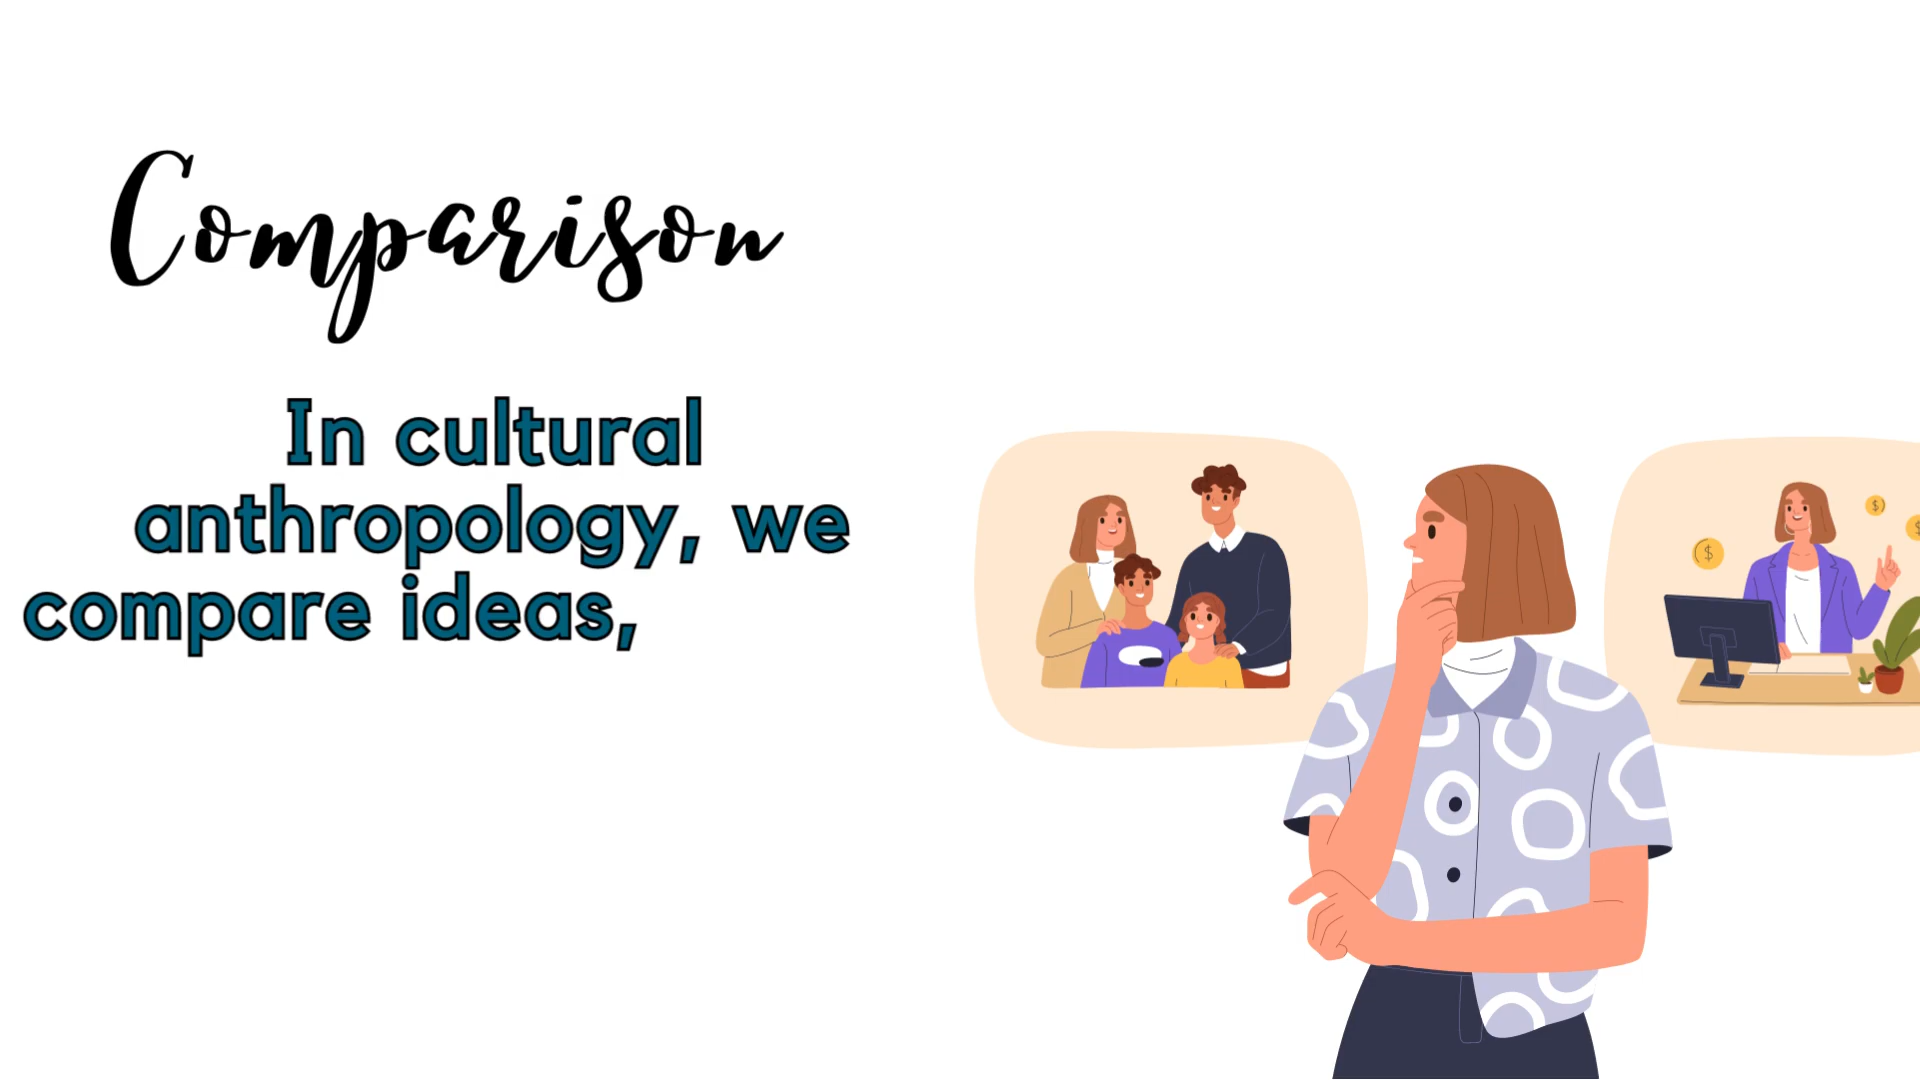 Comparison
In cultural
anthropology, we
compare ideas,
$
$
$